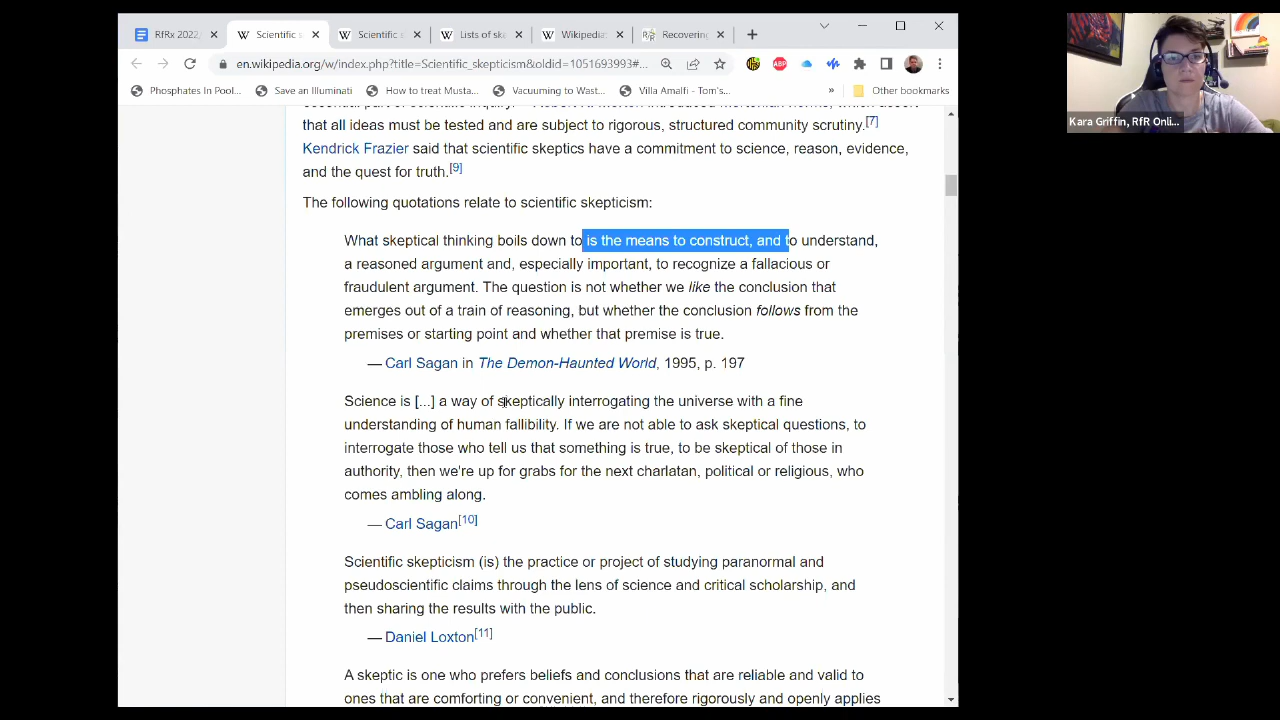 RfRx 2022
Scientific s
Scientific s
Lists of ske
Wikipedia:
Recovering
en.wikipedia.org/w/index.php?title=Scientific_skepticism&oldid=1051693993#...
Phosphates In Pool...
Save an Illuminati
How to treat Musta...
Vacuuming to Wast...
Villa Amalfi - Tom's...
»
Other bookmarks
that all ideas must be tested and are subject to rigorous, structured community scrutiny.[7]
Kendrick Frazier said that scientific skeptics have a commitment to science, reason, evidence,
and the quest for truth.[9]
The following quotations relate to scientific skepticism:
What skeptical thinking boils down to is the means to construct, and to understand,
a reasoned argument and, especially important, to recognize a fallacious or
fraudulent argument. The question is not whether we like the conclusion that
emerges out of a train of reasoning, but whether the conclusion follows from the
premises or starting point and whether that premise is true.
— Carl Sagan in The Demon-Haunted World, 1995, p. 197
Science is [...] a way of skeptically interrogating the universe with a fine
understanding of human fallibility. If we are not able to ask skeptical questions, to
interrogate those who tell us that something is true, to be skeptical of those in
authority, then we're up for grabs for the next charlatan, political or religious, who
comes ambling along.
— Carl Sagan[10]
Scientific skepticism (is) the practice or project of studying paranormal and
pseudoscientific claims through the lens of science and critical scholarship, and
then sharing the results with the public.
— Daniel Loxton[11]
A skeptic is one who prefers beliefs and conclusions that are reliable and valid to
ones that are comforting or convenient, and therefore rigorously and openly applies
Kara Griffin, RfR Onli...
ABP